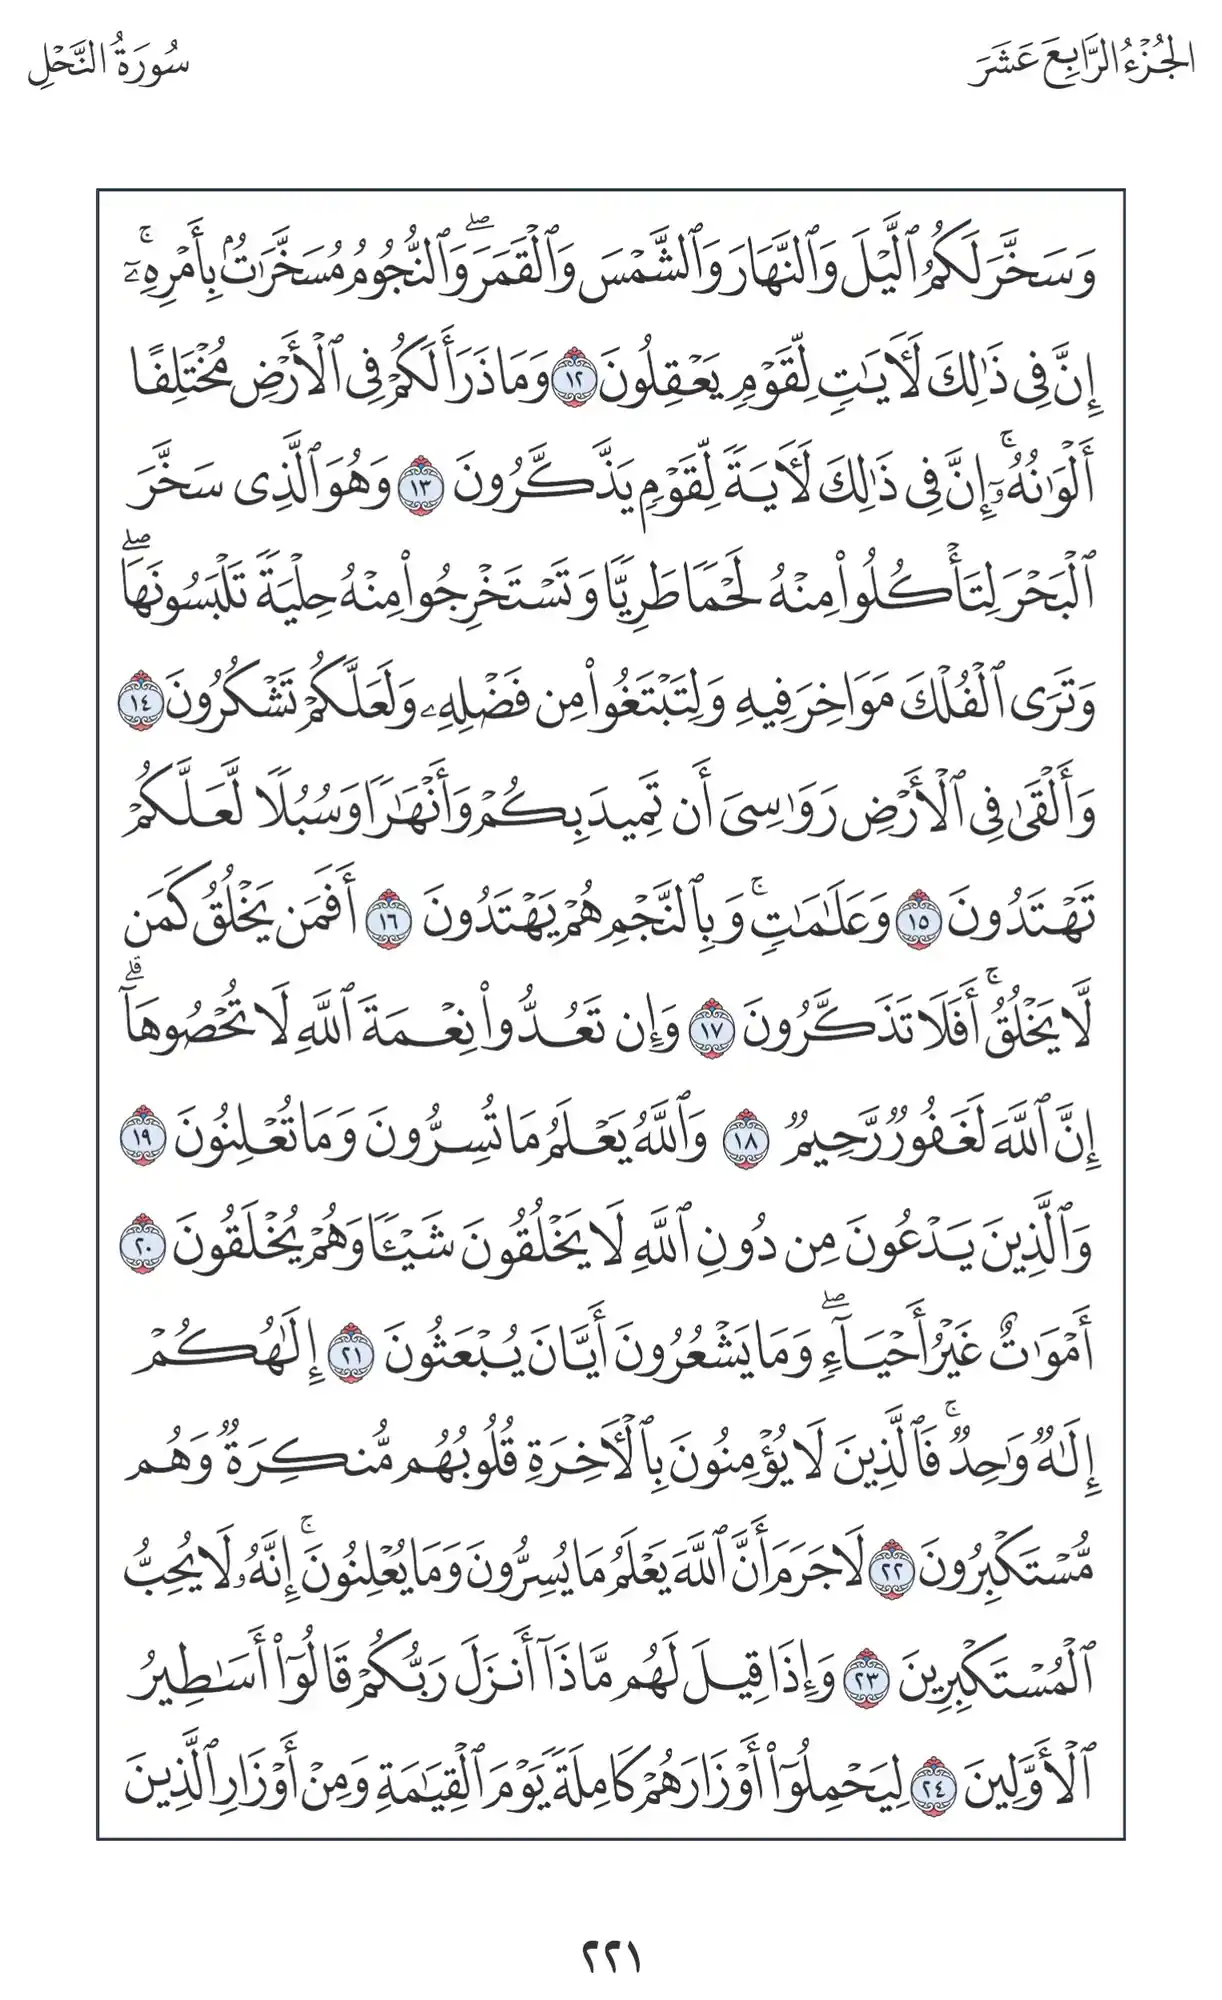 الجُزْءُ الرَّابِعَ عَشَرَ
سُورَةُ النَّحْلِ
وَسَخَّرَ لَكُمُ ٱلَّيْلَ وَٱلنَّهَارَ وَٱلشَّمْسَ وَٱلْقَمَرَۖ وَٱلنُّجُومُ مُسَخَّرَٰتُۢ بِأَمْرِهِۦٓۚ
إِنَّ فِى ذَٰلِكَ لَأٓيَٰتٍ لِّقَوْمٍ يَعْقِلُونَ ١٢ وَمَا ذَرَأَ لَكُمْ فِى ٱلْأَرْضِ مُخْتَلِفًا
أَلْوَٰنُهُۥٓۚ إِنَّ فِى ذَٰلِكَ لَأٓيَةً لِّقَوْمٍ يَذَّكَّرُونَ ١٣ وَهُوَ ٱلَّذِى سَخَّرَ
ٱلْبَحْرَ لِتَأْكُلُوا۟ مِنْهُ لَحْمًا طَرِيًّا وَتَسْتَخْرِجُوا۟ مِنْهُ حِلْيَةً تَلْبَسُونَهَاۖ
وَتَرَى ٱلْفُلْكَ مَوَاخِرَ فِيهِ وَلِتَبْتَغُوا۟ مِن فَضْلِهِۦ وَلَعَلَّكُمْ تَشْكُرُونَ ١٤
وَأَلْقَىٰ فِى ٱلْأَرْضِ رَوَٰسِىَ أَن تَمِيدَ بِكُمْ وَأَنْهَٰرًا وَسُبُلًا لَّعَلَّكُمْ
تَهْتَدُونَ ١٥ وَعَلَٰمَٰتٍۚ وَبِٱلنَّجْمِ هُمْ يَهْتَدُونَ ١٦ أَفَمَن يَخْلُقُ كَمَن
لَّا يَخْلُقُۚ أَفَلَا تَذَكَّرُونَ ١٧ وَإِن تَعُدُّوا۟ نِعْمَةَ ٱللَّهِ لَا تُحْصُوهَآۗ
إِنَّ ٱللَّهَ لَغَفُورٌ رَّحِيمٌ ١٨ وَٱللَّهُ يَعْلَمُ مَا تُسِرُّونَ وَمَا تُعْلِنُونَ ١٩
وَٱلَّذِينَ يَدْعُونَ مِن دُونِ ٱللَّهِ لَا يَخْلُقُونَ شَيْـًٔا وَهُمْ يُخْلَقُونَ ٢٠
أَمْوَٰتٌ غَيْرُ أَحْيَآءٍۖ وَمَا يَشْعُرُونَ أَيَّانَ يُبْعَثُونَ ٢١ إِلَٰهُكُمْ
إِلَٰهٌ وَٰحِدٌۚ فَٱلَّذِينَ لَا يُؤْمِنُونَ بِٱلْأَخِرَةِ قُلُوبُهُم مُّنكِرَةٌ وَهُم
مُّسْتَكْبِرُونَ ٢٢ لَا جَرَمَ أَنَّ ٱللَّهَ يَعْلَمُ مَا يُسِرُّونَ وَمَا يُعْلِنُونَۚ إِنَّهُۥ لَا يُحِبُّ
ٱلْمُسْتَكْبِرِينَ ٢٣ وَإِذَا قِيلَ لَهُم مَّاذَآ أَنزَلَ رَبُّكُمْ قَالُوٓا۟ أَسَٰطِيرُ
ٱلْأَوَّلِينَ ٢٤ لِيَحْمِلُوٓا۟ أَوْزَارَهُمْ كَامِلَةً يَوْمَ ٱلْقِيَٰمَةِ وَمِنْ أَوْزَارِ ٱلَّذِينَ
٢٢١